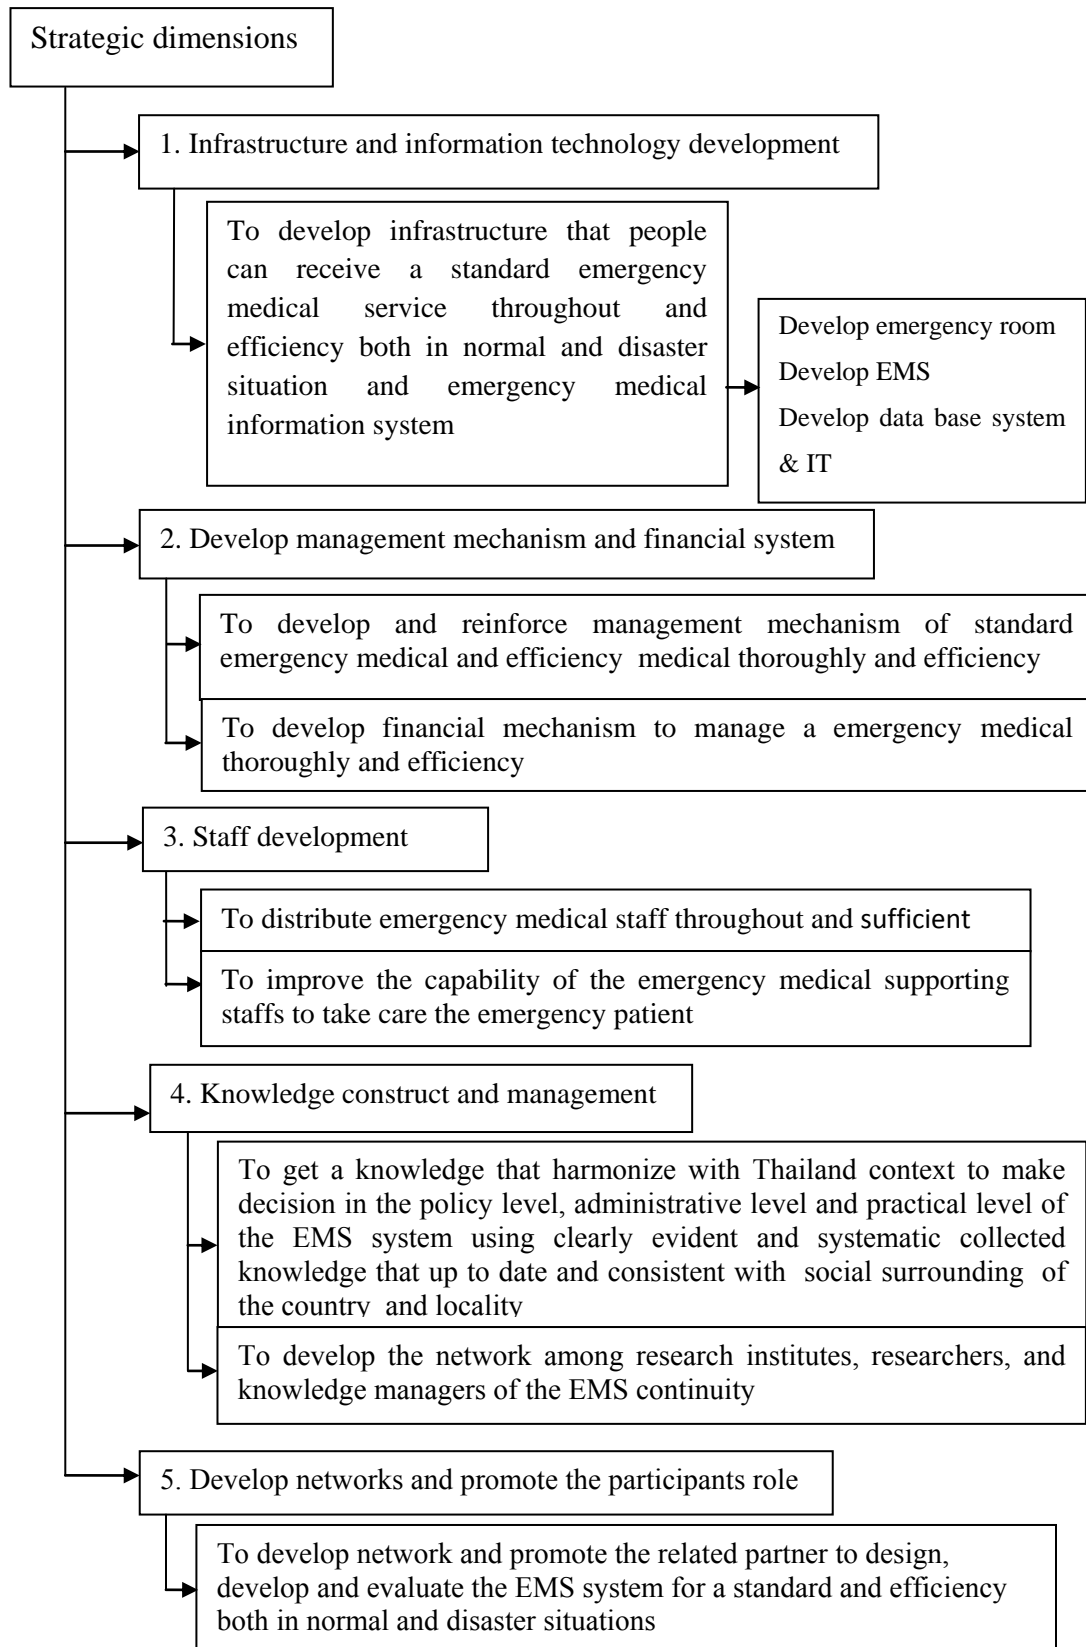 Strategic dimensions
1. Infrastructure and information technology development
To develop infrastructure that people
can receive a standard emergency
medical service throughout and
efficiency both in normal and disaster
situation and emergency medical
information system
Develop emergency room
Develop EMS
Develop data base system
& IT
2. Develop management mechanism and financial system
To develop and reinforce management mechanism of standard
emergency medical and efficiency medical thoroughly and efficiency
To develop financial mechanism to manage a emergency medical
thoroughly and efficiency
3. Staff development
To distribute emergency medical staff throughout and sufficient
To improve the capability of the emergency medical supporting
staffs to take care the emergency patient
4. Knowledge construct and management
To get a knowledge that harmonize with Thailand context to make
decision in the policy level, administrative level and practical level of
the EMS system using clearly evident and systematic collected
knowledge that up to date and consistent with social surrounding of
the country and locality
To develop the network among research institutes, researchers, and
knowledge managers of the EMS continuity
5. Develop networks and promote the participants role
To develop network and promote the related partner to design,
develop and evaluate the EMS system for a standard and efficiency
both in normal and disaster situations